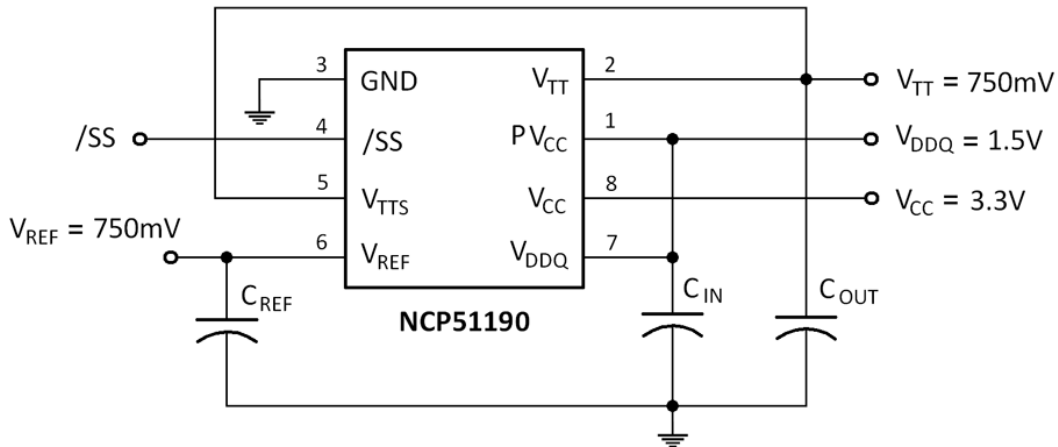 3 GND V_TT 2 V_TT = 750mV
/SS 4 /SS PV_CC 1 V_DDQ = 1.5V
5 V_TTS V_CC 8 V_CC = 3.3V
V_REF = 750mV 6 V_REF V_DDQ 7
C_REF C_IN C_OUT
NCP51190